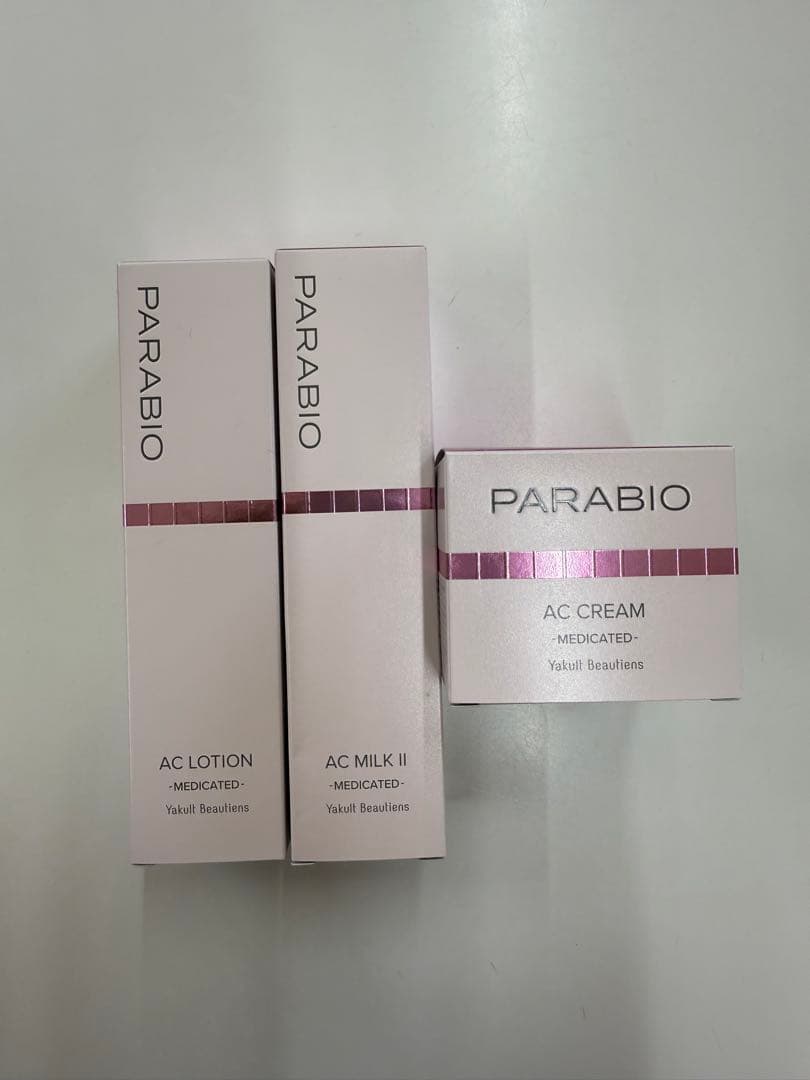 PARABIO
AC LOTION
-MEDICATED-
Yakult Beautiens
PARABIO
AC MILK II
-MEDICATED-
Yakult Beautiens
PARABIO
AC CREAM
-MEDICATED-
Yakult Beautiens